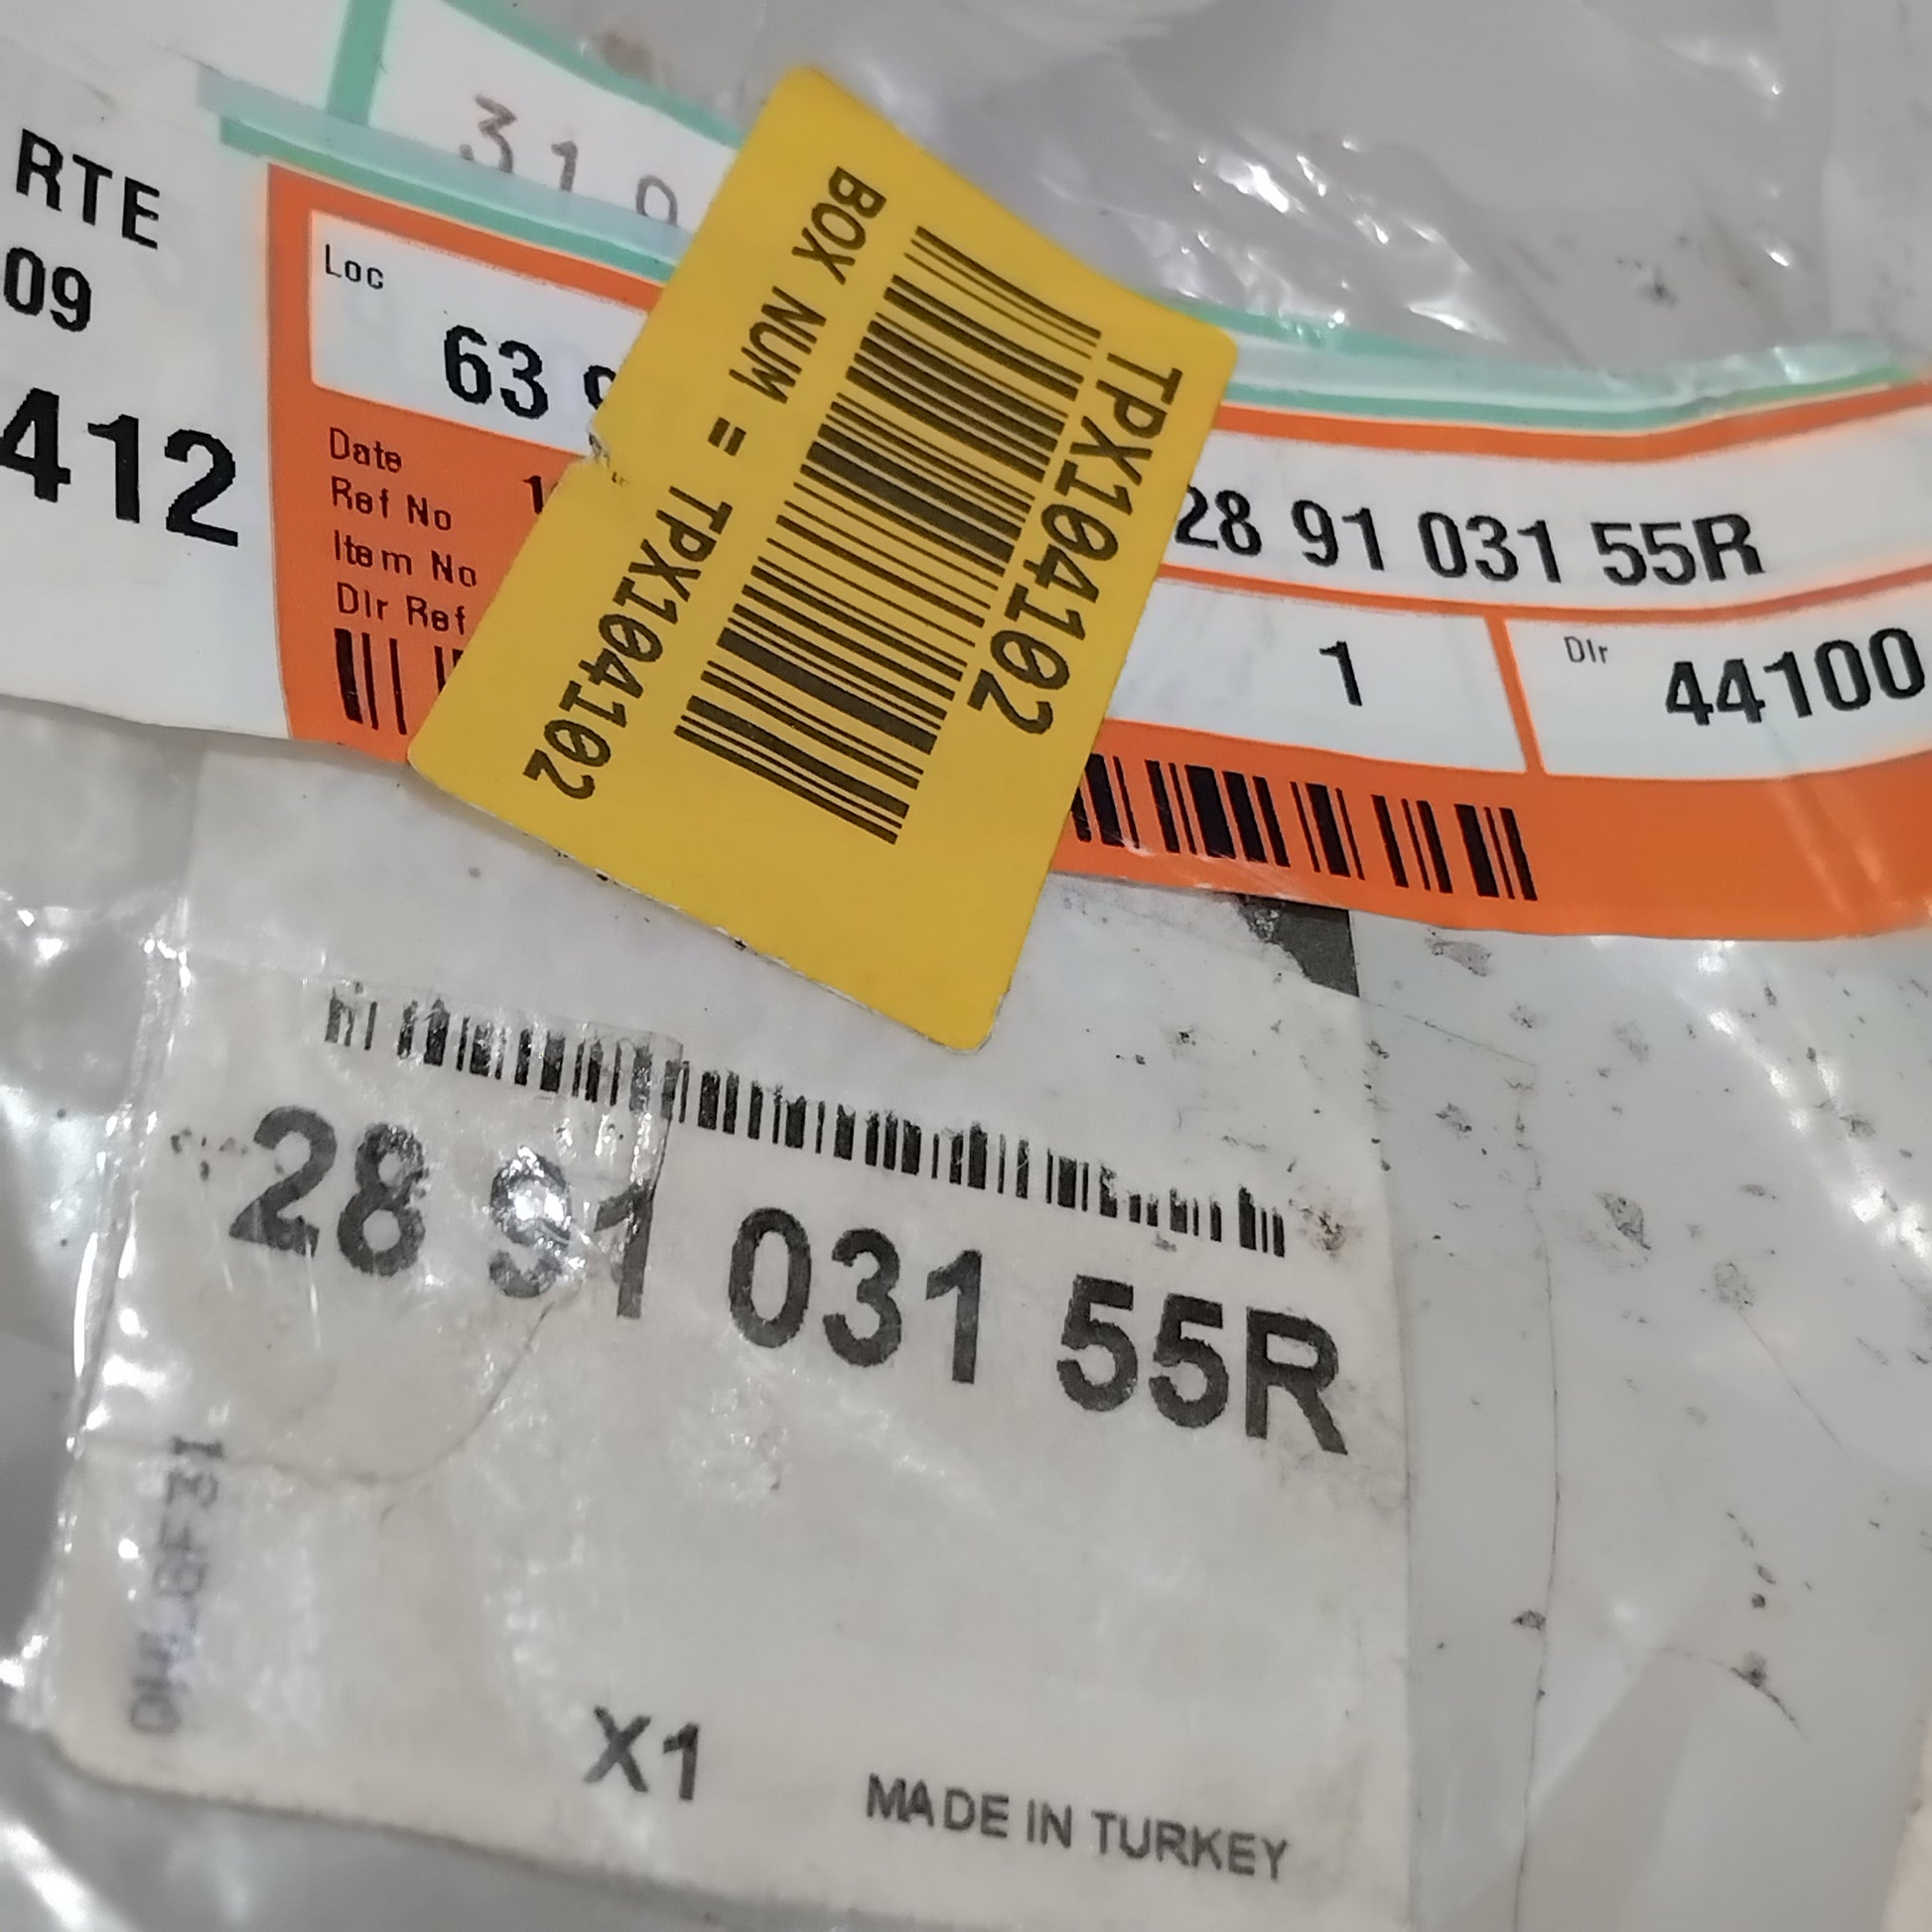 310
RTE
09
412
Loc
63
Date
Ref No
Item No
Dlr Ref
BOX NUM = TPX104102
TPX104102
28 91 031 55R
1
Dlr
44100
28 91 031 55R
X1
MADE IN TURKEY